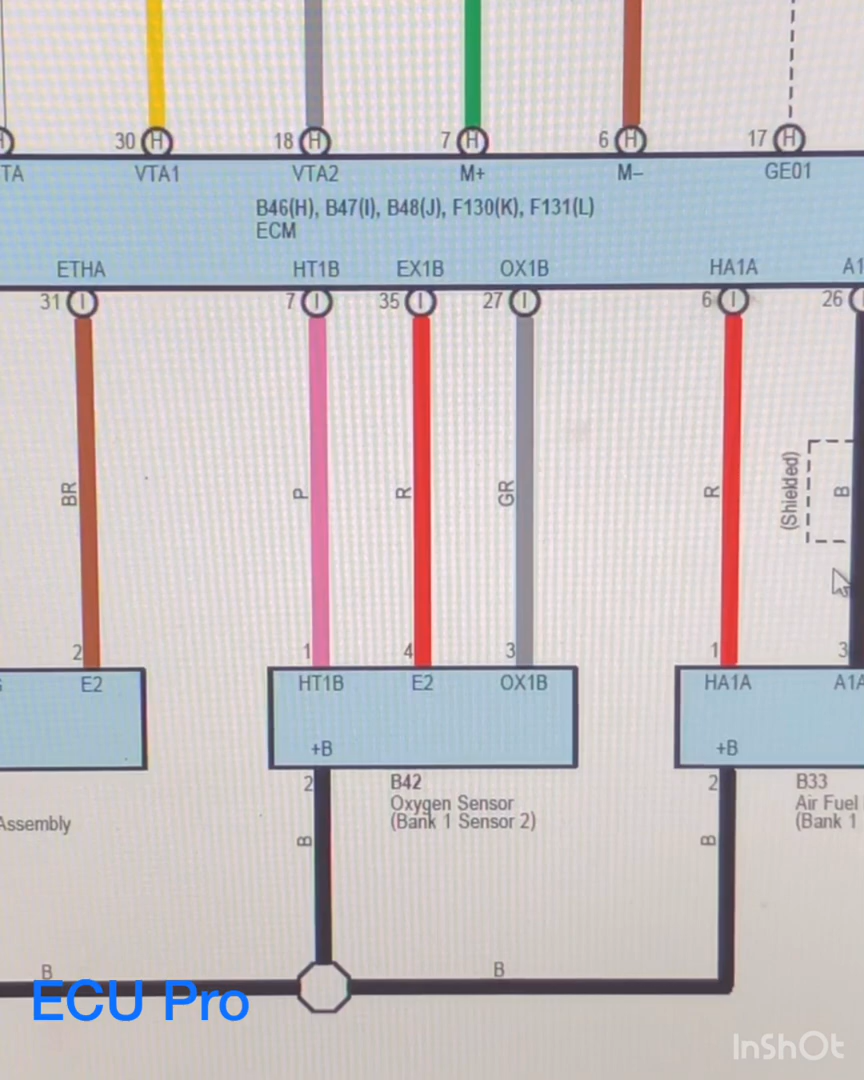 30 H 18 H 7 H 6 H 17 H
TA VTA1 VTA2 M+ M- GE01
B46(H), B47(I), B48(J), F130(K), F131(L)
ECM
ETHA HT1B EX1B OX1B HA1A A1
31 I 7 I 35 I 27 I 6 I 26
(Shielded)
BR P R GR R B
2 1 4 3 1 3
E2 HT1B E2 OX1B HA1A A1A
+B +B
2 B42 2 B33
Oxygen Sensor Air Fuel
Assembly (Bank 1 Sensor 2) (Bank 1
B B
B B
ECU Pro
InShOt